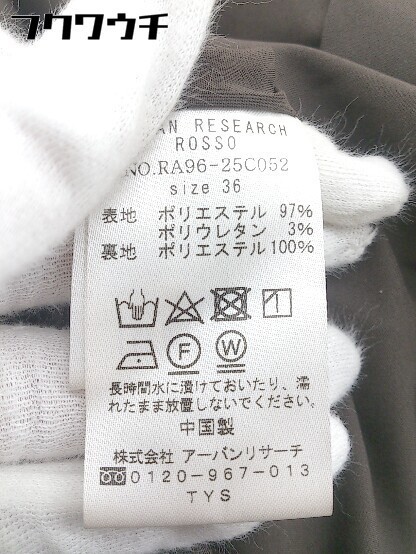 フクワウチ
AN RESEARCH
ROSSO
NO.RA96-25C052
size 36
表地 ポリエステル 97%
ポリウレタン 3%
裏地 ポリエステル 100%
F W
長時間水に漬けておいたり、濡
れたまま放置しないでください。
中国製
株式会社 アーバンリサーチ
0120-967-013
TYS